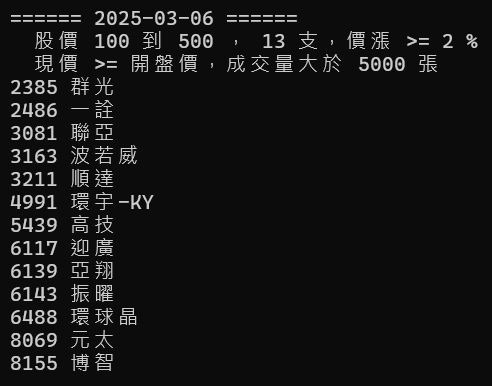 ====== 2025-03-06 ======
股價 100 到 500 ， 13 支，價漲 >= 2 %
現價 >= 開盤價，成交量大於 5000 張
2385 群光
2486 一詮
3081 聯亞
3163 波若威
3211 順達
4991 環宇-KY
5439 高技
6117 迎廣
6139 亞翔
6143 振曜
6488 環球晶
8069 元太
8155 博智